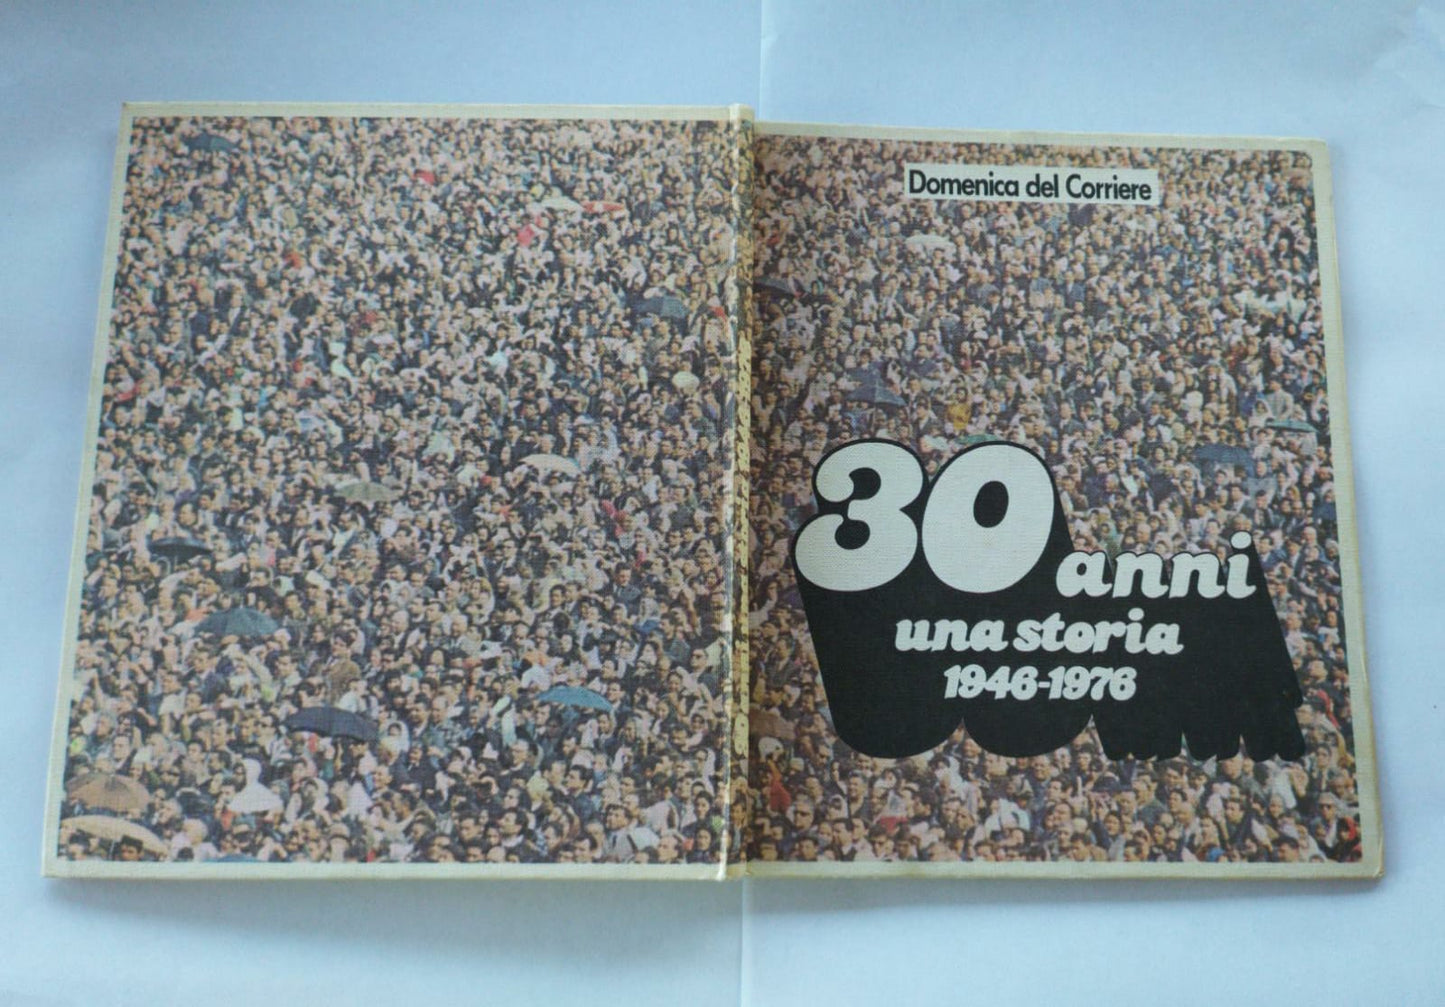 Domenica del Corriere
30 anni
una storia
1946-1976